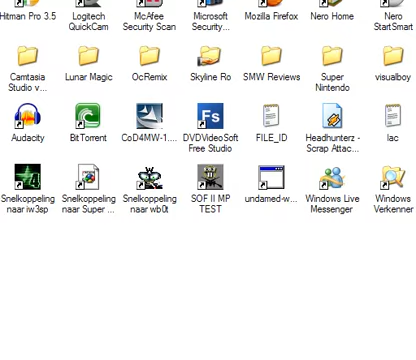 Hitman Pro 3.5
Logitech QuickCam
McAfee Security Scan
Microsoft Security...
Mozilla Firefox
Nero Home
Nero StartSmart
Camtasia Studio v...
Lunar Magic
OcRemix
Skyline Ro
SMW Reviews
Super Nintendo
visualboy
Fs
Audacity
BitTorrent
CoD4MW-1....
DVDVideoSoft Free Studio
FILE_ID
Headhunterz - Scrap Attac...
lac
4
Snelkoppeling naar iw3sp
Snelkoppeling naar Super ...
Snelkoppeling naar wb0t
SOF II MP TEST
undamed-w...
Windows Live Messenger
Windows Verkenner